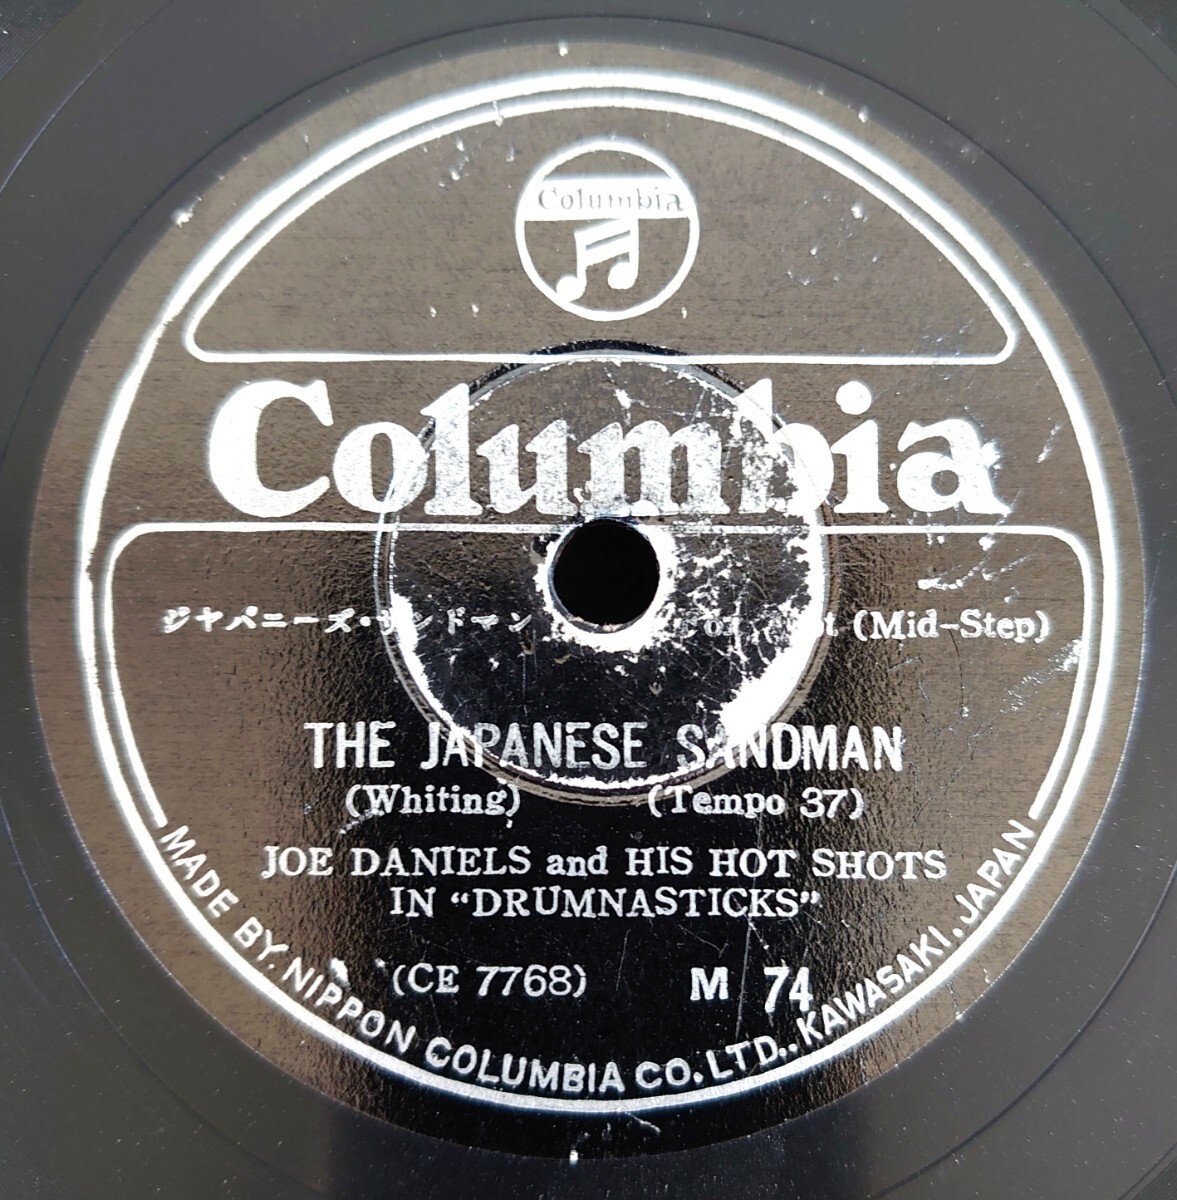 Columbia
Columbia
ジャパニーズ・サンドマン (Mid-Step)
THE JAPANESE SANDMAN
(Whiting) (Tempo 37)
JOE DANIELS and HIS HOT SHOTS
IN “DRUMNASTICKS”
(CE 7768) M 74
MADE BY. NIPPON COLUMBIA CO. LTD., KAWASAKI, JAPAN